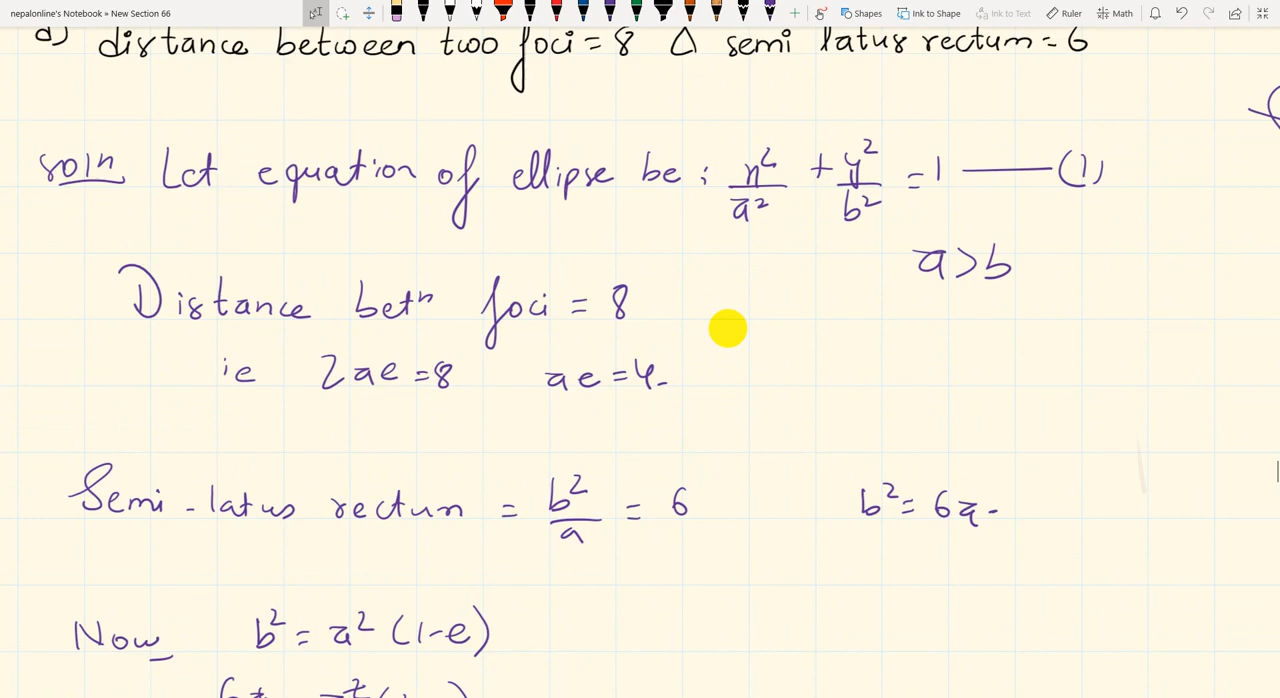 nepalonline's Notebook » New Section 66
Shapes Ink to Shape Ink to Text Ruler Math
d) distance between two foci = 8 & semi latus rectum = 6
soln Let equation of ellipse be : x²/a² + y²/b² = 1 —— (1)
a > b
Distance betn foci = 8
ie 2ae = 8 ae = 4.
Semi-latus rectum = b²/a = 6 b² = 6a.
Now b² = a² (1-e)